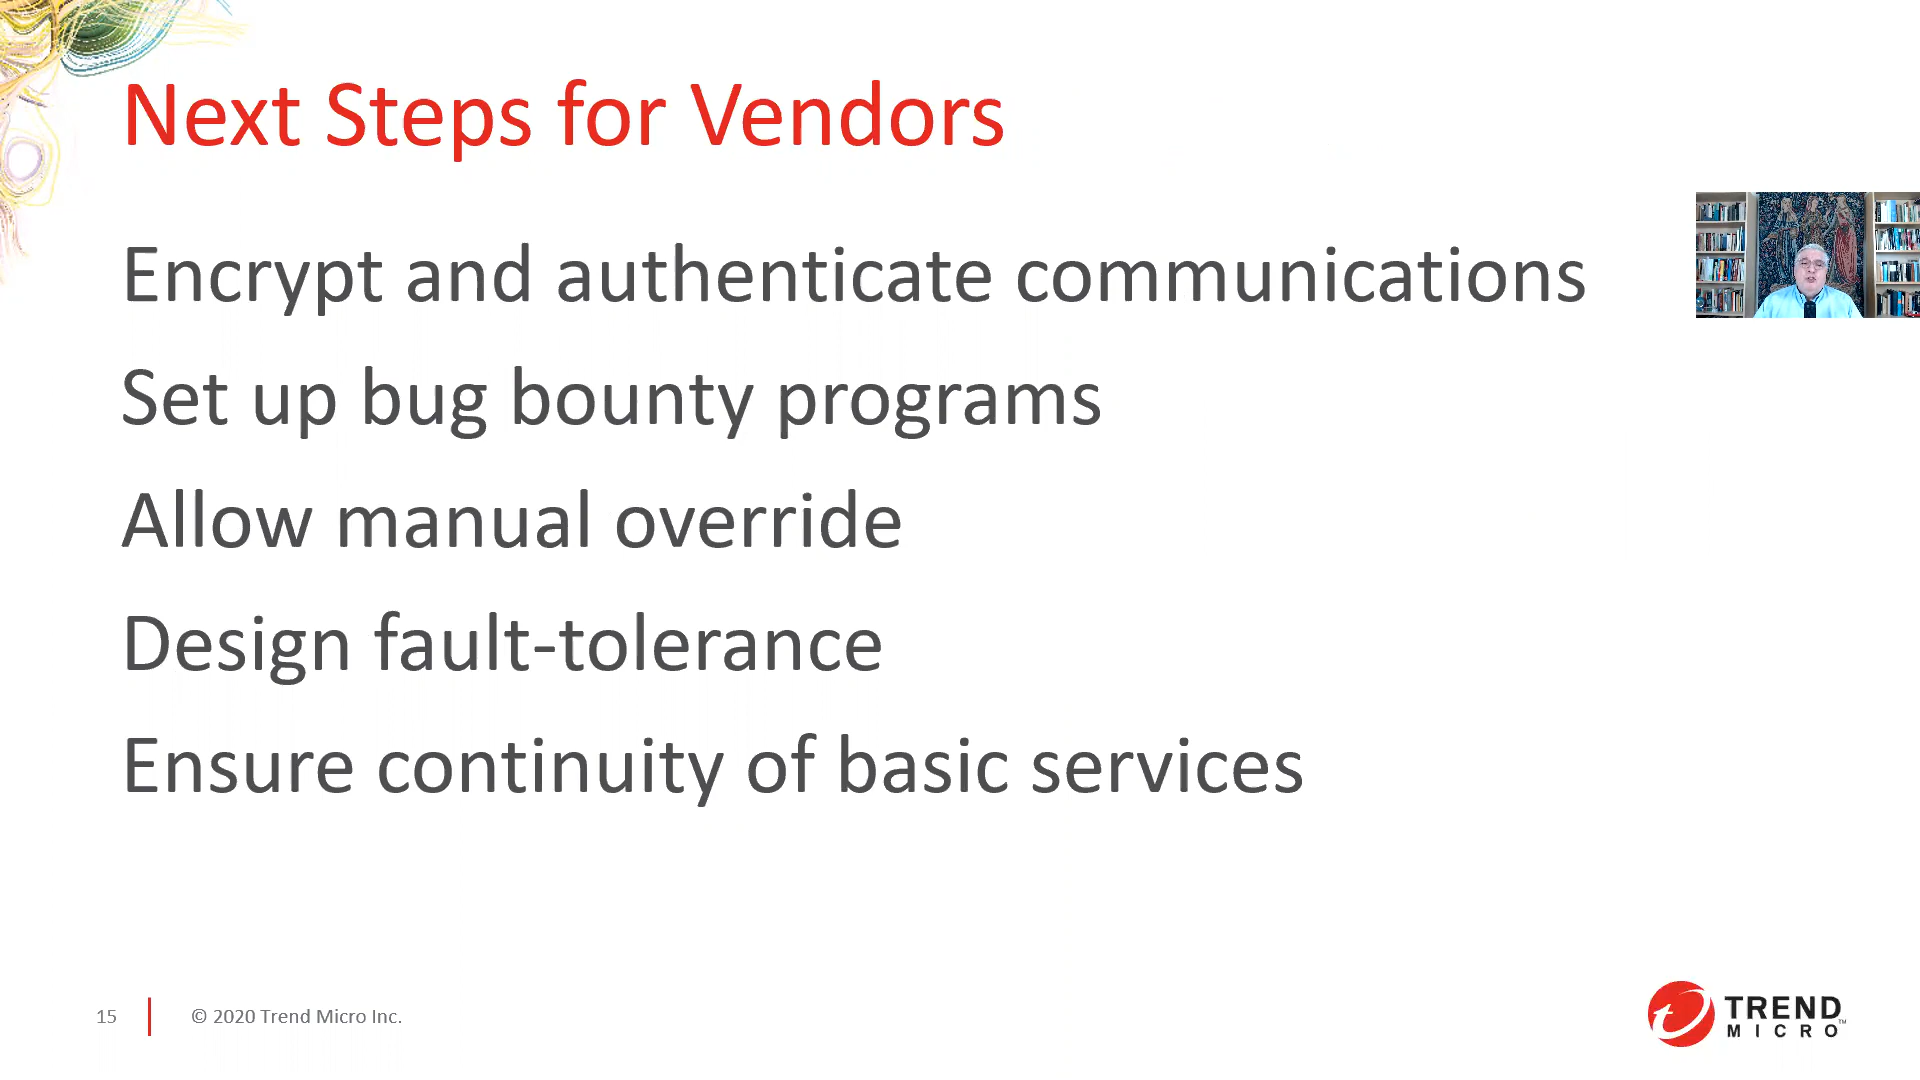 Next Steps for Vendors
Encrypt and authenticate communications
Set up bug bounty programs
Allow manual override
Design fault-tolerance
Ensure continuity of basic services
15
© 2020 Trend Micro Inc.
TREND
MICRO™